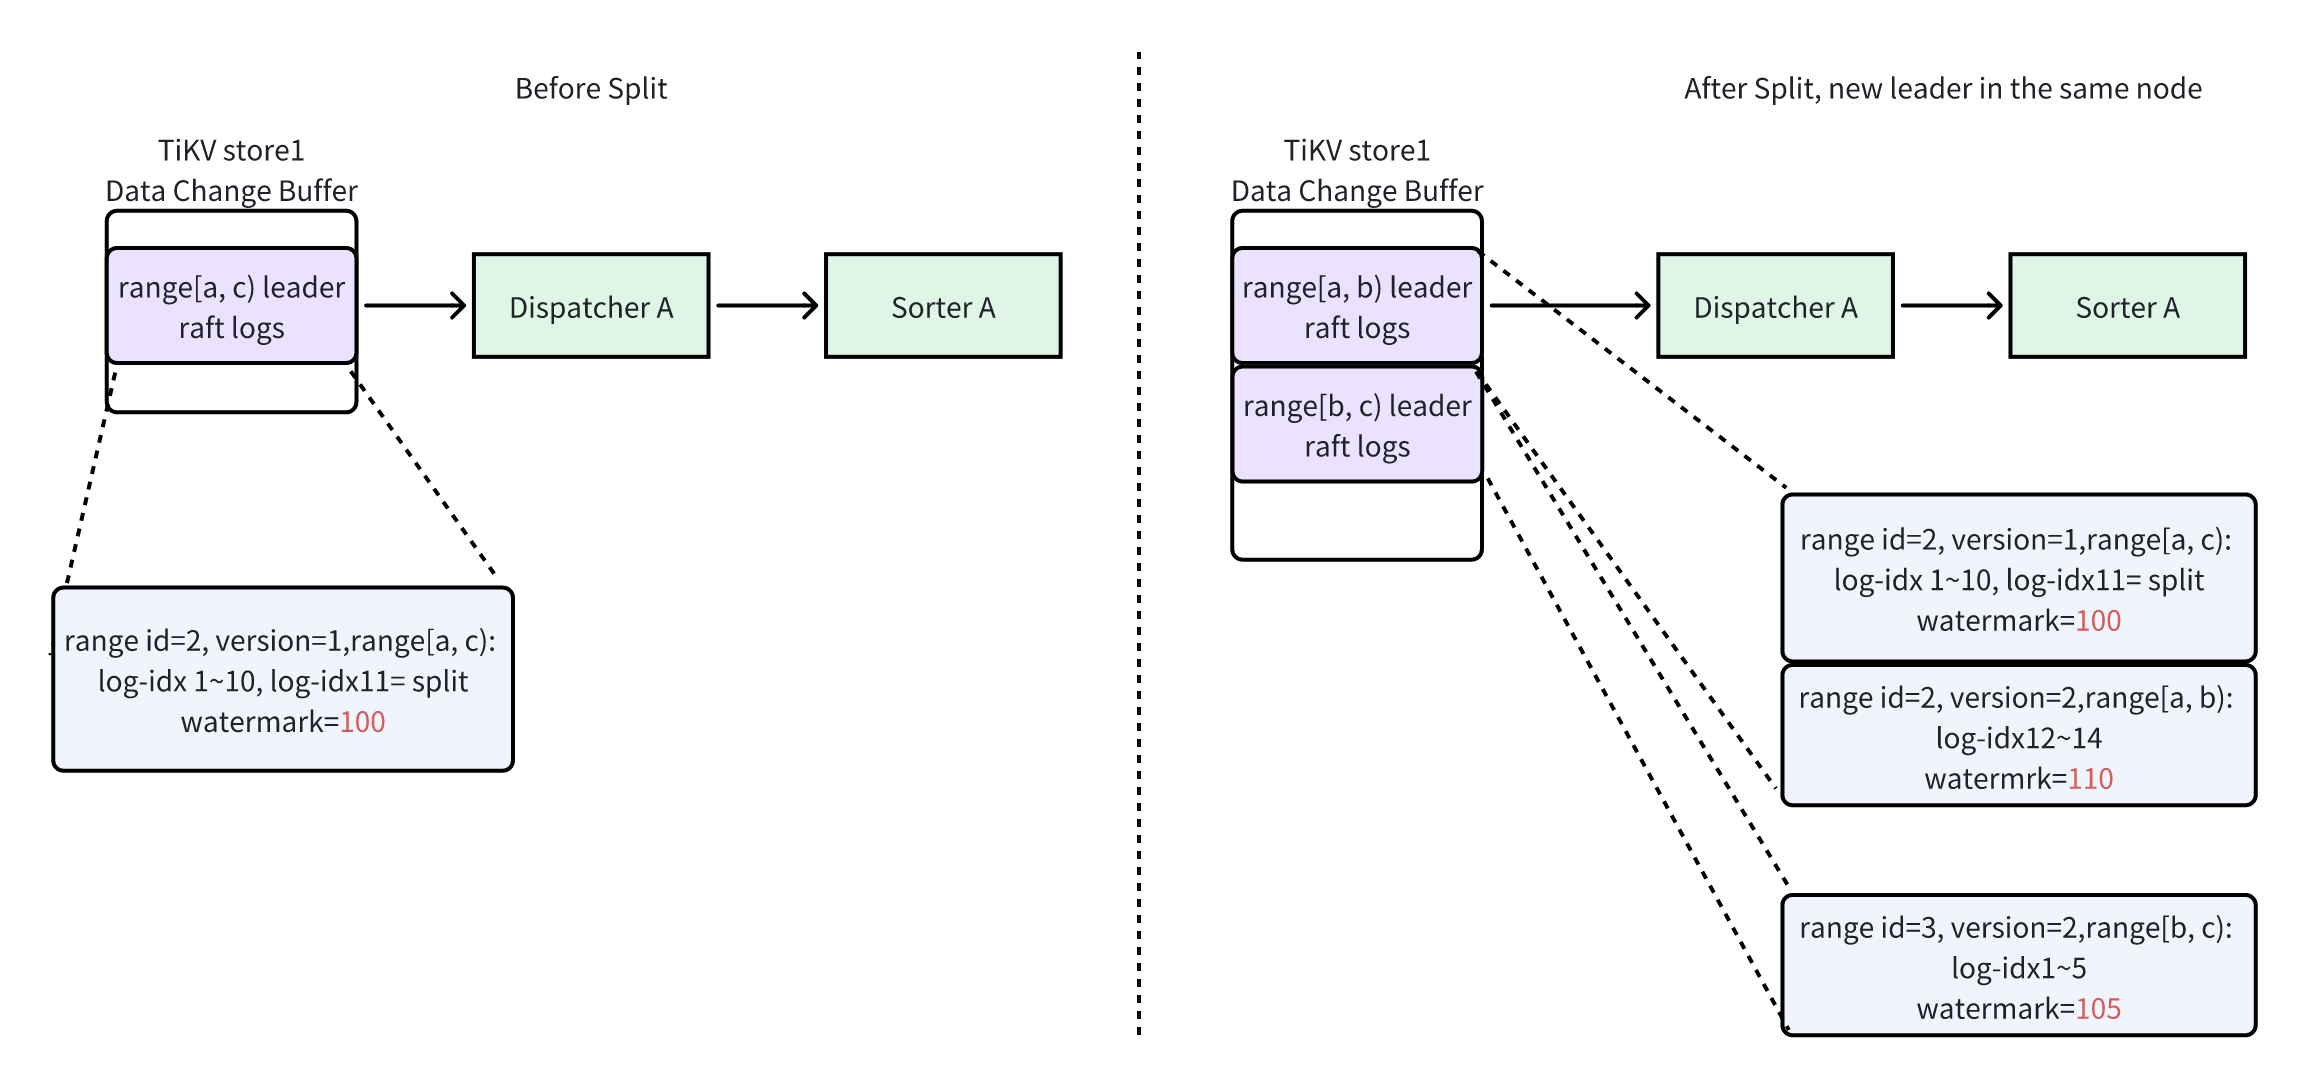 Before Split
TiKV store1
Data Change Buffer
range[a, c) leader
raft logs
Dispatcher A
Sorter A
range id=2, version=1,range[a, c):
log-idx 1~10, log-idx11= split
watermark=100
After Split, new leader in the same node
TiKV store1
Data Change Buffer
range[a, b) leader
raft logs
range[b, c) leader
raft logs
Dispatcher A
Sorter A
range id=2, version=1,range[a, c):
log-idx 1~10, log-idx11= split
watermark=100
range id=2, version=2,range[a, b):
log-idx12~14
watermrk=110
range id=3, version=2,range[b, c):
log-idx1~5
watermark=105